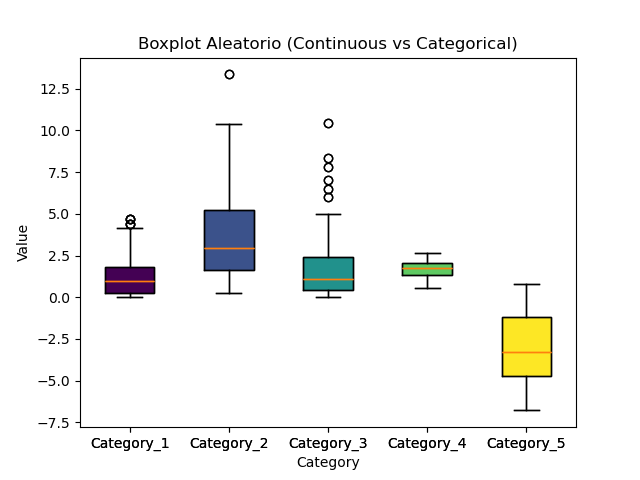 Boxplot Aleatorio (Continuous vs Categorical)
12.5
10.0
7.5
5.0
2.5
0.0
−2.5
−5.0
−7.5
Value
Category_1 Category_2 Category_3 Category_4 Category_5
Category